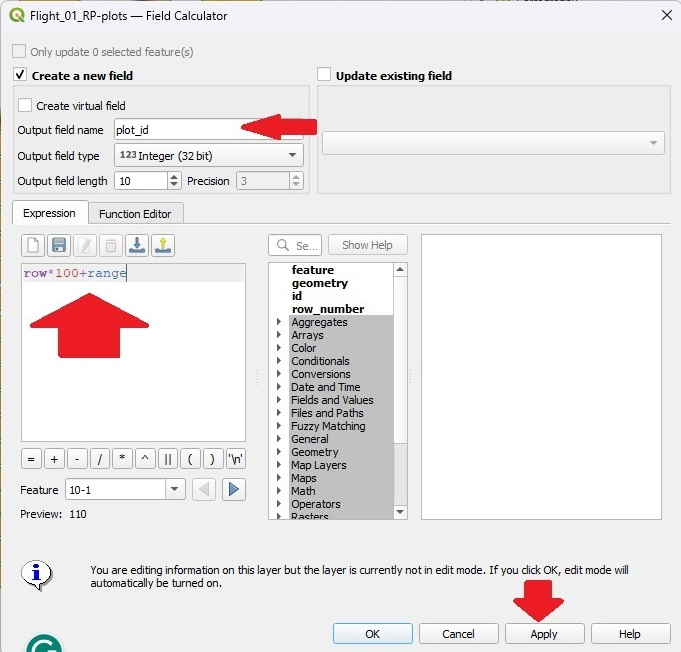 Flight_01_RP-plots — Field Calculator
Only update 0 selected feature(s)
Create a new field
Update existing field
Create virtual field
Output field name plot_id
Output field type 123 Integer (32 bit)
Output field length 10 Precision 3
Expression Function Editor
Se... Show Help
row*100+range
feature
geometry
id
row_number
Aggregates
Arrays
Color
Conditionals
Conversions
Date and Time
Fields and Values
Files and Paths
Fuzzy Matching
General
Geometry
Map Layers
Maps
Math
Operators
Rasters
= + - / * ^ || ( ) '\n'
Feature 10-1
Preview: 110
You are editing information on this layer but the layer is currently not in edit mode. If you click OK, edit mode will
automatically be turned on.
OK Cancel Apply Help